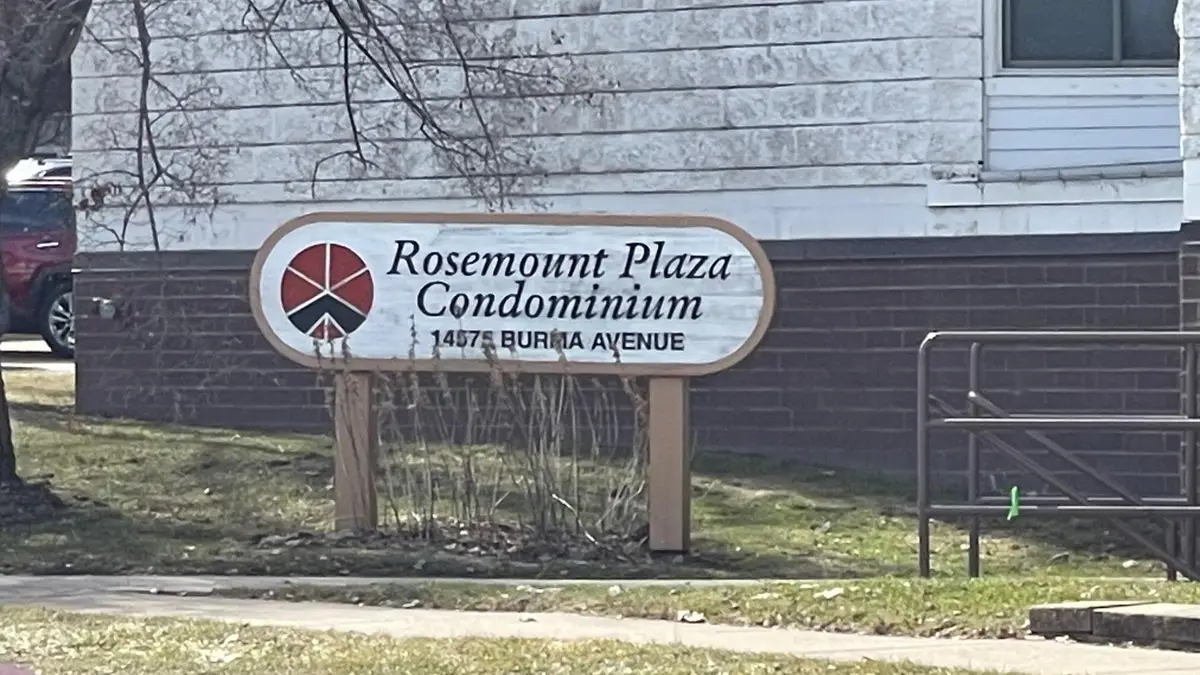 Rosemount Plaza
Condominium
14575 BURMA AVENUE